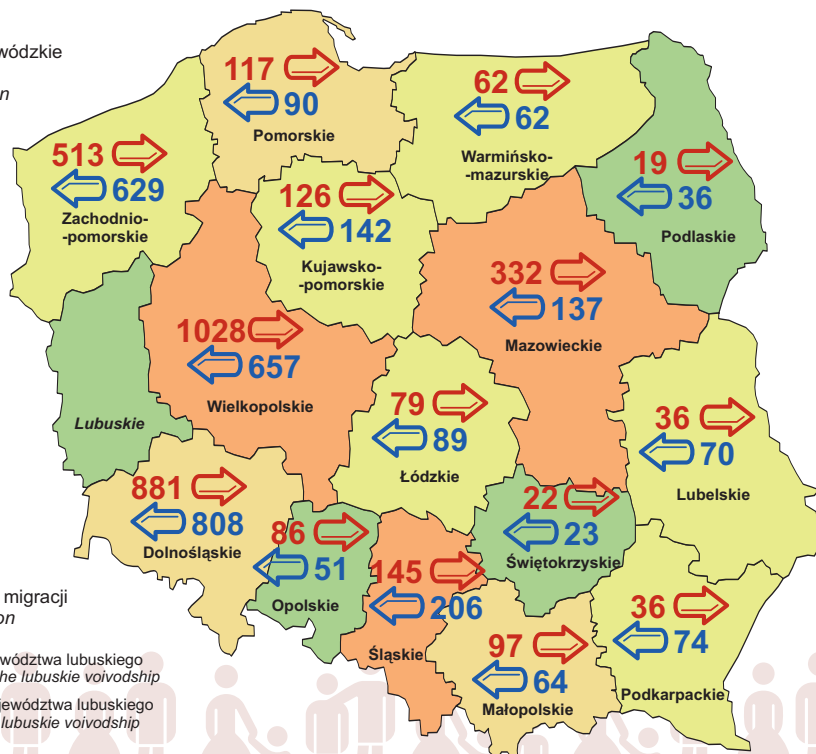 wódzkie
n
117
90
Pomorskie
62
62
Warmińsko-
-mazurskie
513
629
Zachodnio-
-pomorskie
126
142
Kujawsko-
-pomorskie
19
36
Podlaskie
332
137
Mazowieckie
1028
657
Wielkopolskie
Lubuskie
79
89
Łódzkie
36
70
Lubelskie
881
808
Dolnośląskie
86
51
Opolskie
22
23
Świętokrzyskie
145
206
Śląskie
97
64
Małopolskie
36
74
Podkarpackie
migracji
on
wództwa lubuskiego
he lubuskie voivodship
jewództwa lubuskiego
lubuskie voivodship